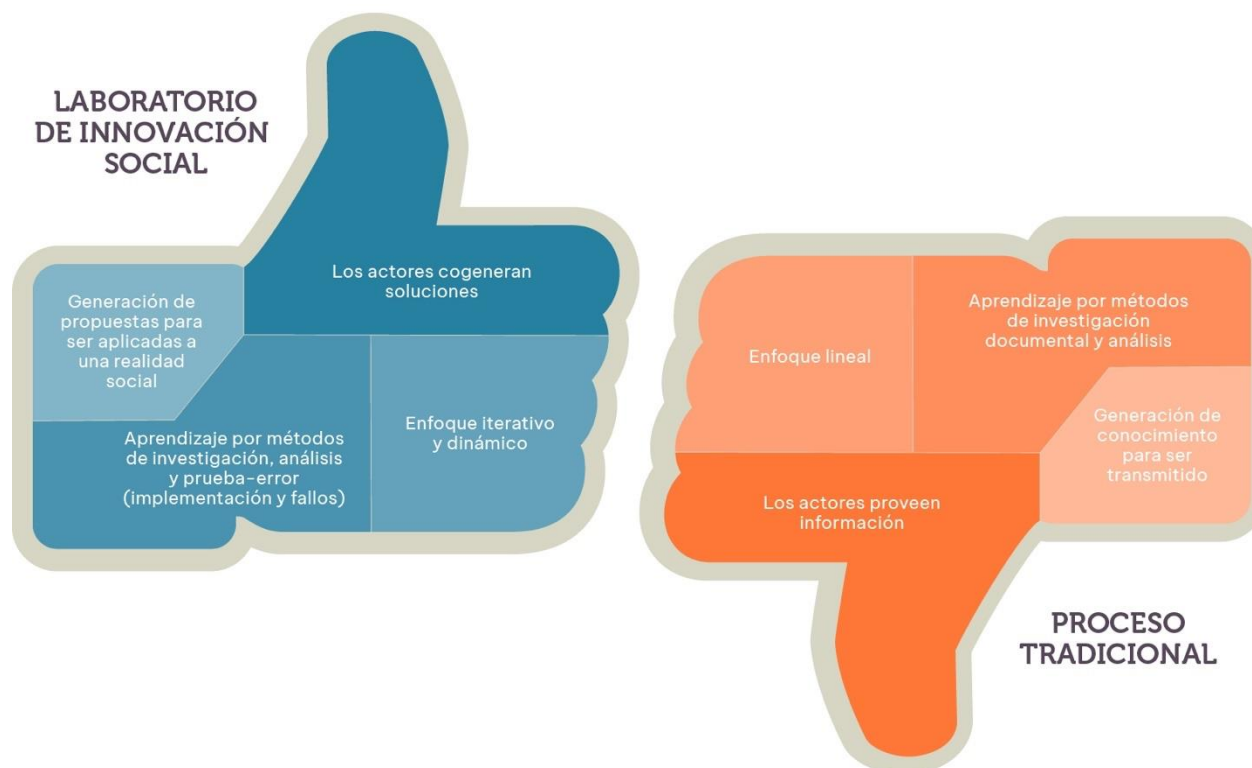 LABORATORIO
DE INNOVACIÓN
SOCIAL
Los actores cogeneran
soluciones
Generación de
propuestas para
ser aplicadas a
una realidad
social
Aprendizaje por métodos
de investigación, análisis
y prueba-error
(implementación y fallos)
Enfoque iterativo
y dinámico
Enfoque lineal
Aprendizaje por métodos
de investigación
documental y análisis
Generación de
conocimiento
para ser
transmitido
Los actores proveen
información
PROCESO
TRADICIONAL